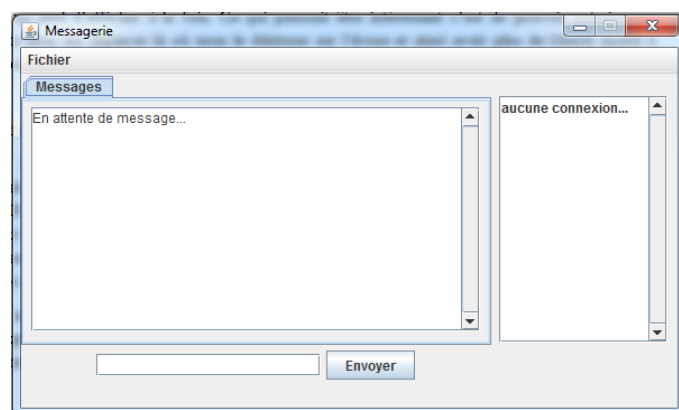 Messagerie
Fichier
Messages
En attente de message...
aucune connexion...
Envoyer